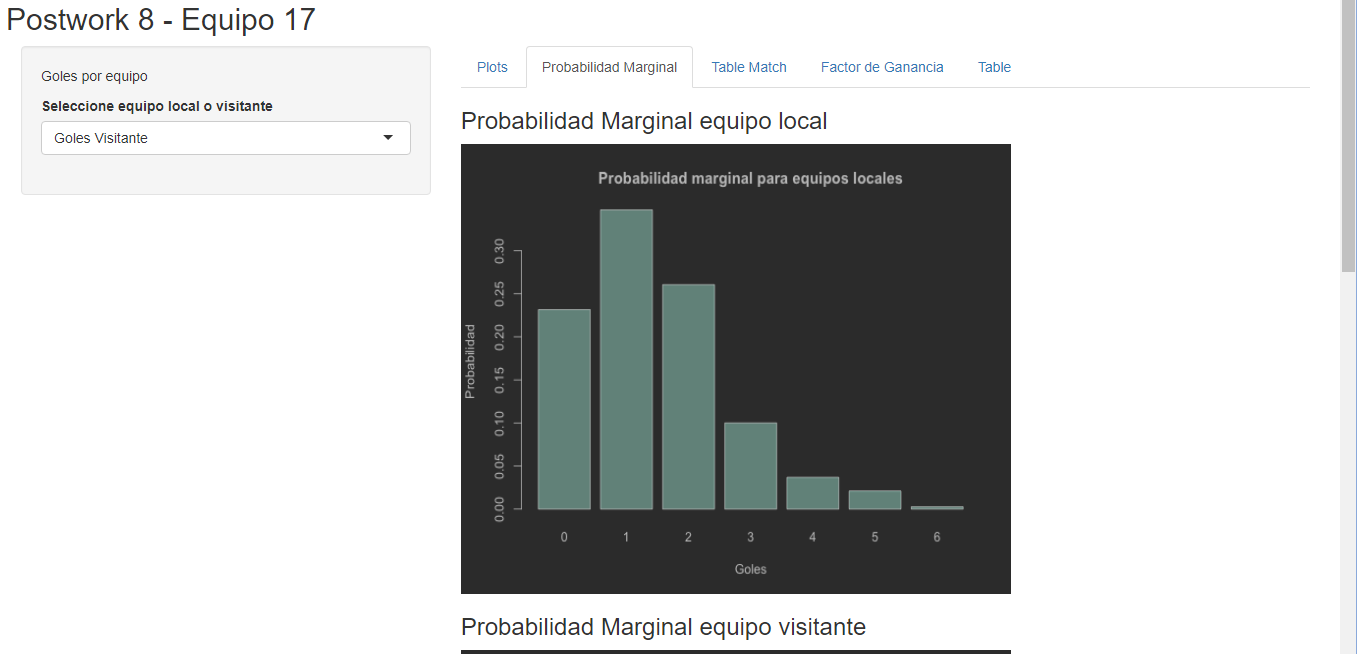 Postwork 8 - Equipo 17
Goles por equipo
Seleccione equipo local o visitante
Goles Visitante
Plots Probabilidad Marginal Table Match Factor de Ganancia Table
Probabilidad Marginal equipo local
Probabilidad marginal para equipos locales
Probabilidad
0.30
0.25
0.20
0.15
0.10
0.05
0.00
0 1 2 3 4 5 6
Goles
Probabilidad Marginal equipo visitante